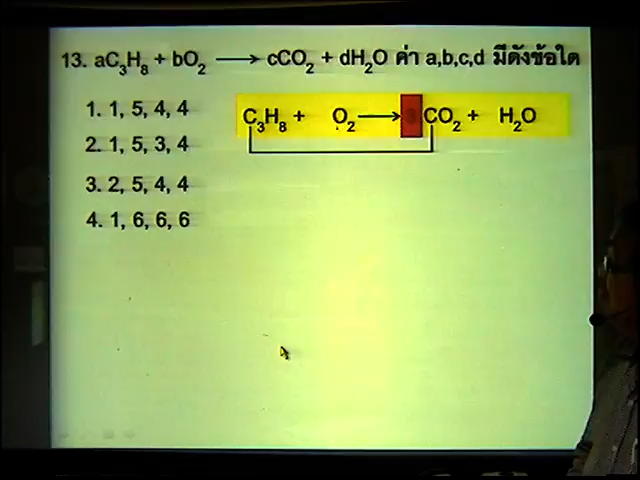 13. aC₃H₈ + bO₂ → cCO₂ + dH₂O ค่า a,b,c,d มีดังข้อใด
1. 1, 5, 4, 4
2. 1, 5, 3, 4
3. 2, 5, 4, 4
4. 1, 6, 6, 6
C₃H₈ + O₂ → 3 CO₂ + H₂O